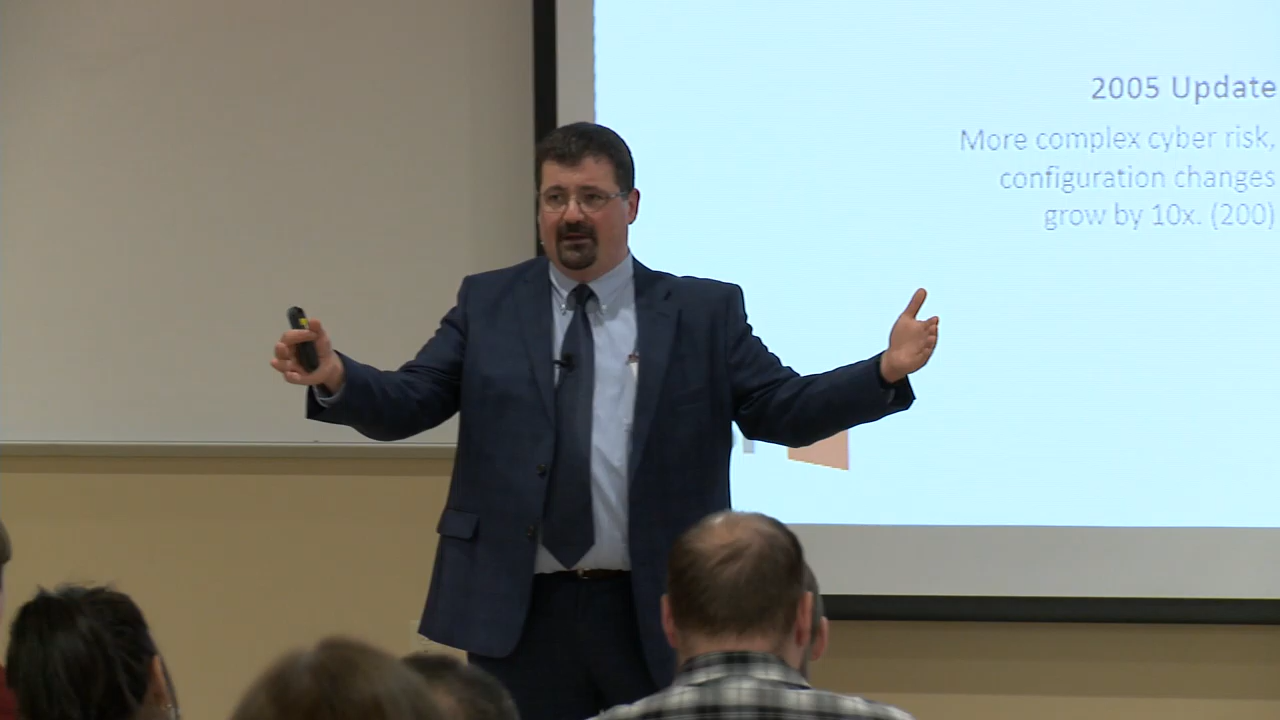 2005 Update
More complex cyber risk,
configuration changes
grow by 10x. (200)